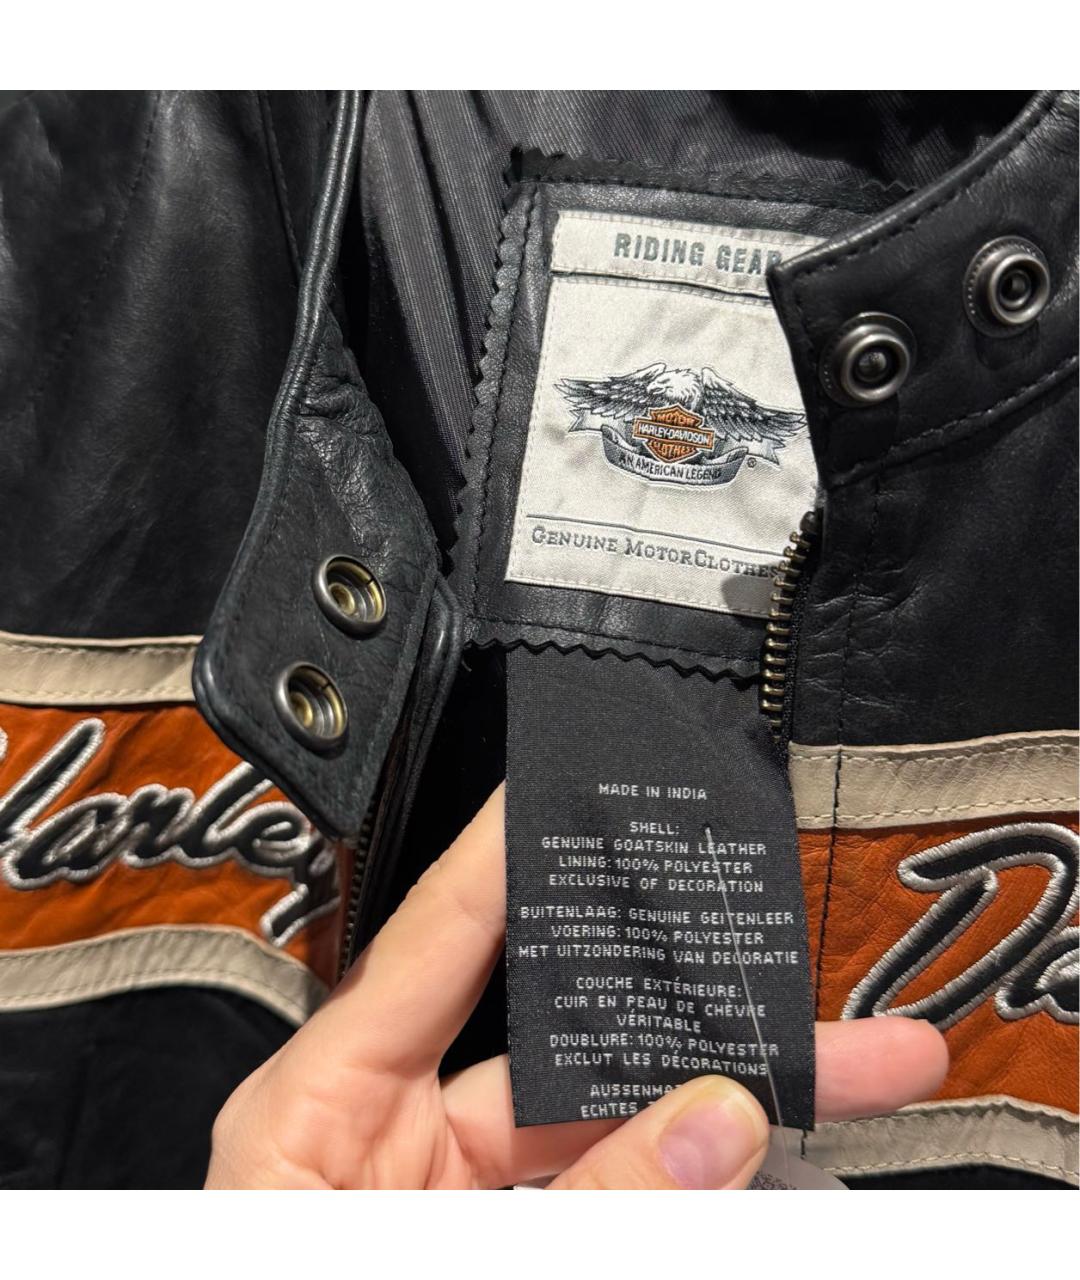 RIDING GEAR
MOTOR
HARLEY-DAVIDSON
CLOTHES
AN AMERICAN LEGEND
®
GENUINE MOTORCLOTHES
Harley
Da
MADE IN INDIA
SHELL:
GENUINE GOATSKIN LEATHER
LINING: 100% POLYESTER
EXCLUSIVE OF DECORATION
BUITENLAAG: GENUINE GEITENLEER
VOERING: 100% POLYESTER
MET UITZONDERING VAN DECORATIE
COUCHE EXTÉRIEURE:
CUIR EN PEAU DE CHÈVRE
VÉRITABLE
DOUBLURE: 100% POLYESTER
EXCLUT LES DÉCORATIONS
AUSSENMA
ECHTES